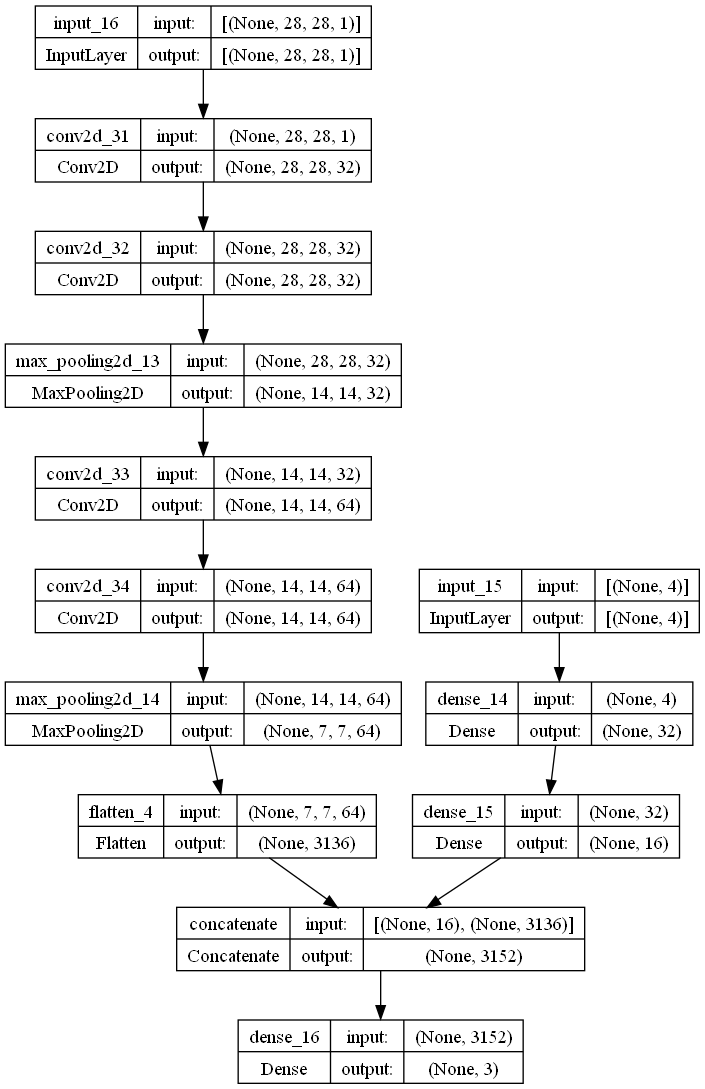 input_16 input: [(None, 28, 28, 1)]
InputLayer output: [(None, 28, 28, 1)]
conv2d_31 input: (None, 28, 28, 1)
Conv2D output: (None, 28, 28, 32)
conv2d_32 input: (None, 28, 28, 32)
Conv2D output: (None, 28, 28, 32)
max_pooling2d_13 input: (None, 28, 28, 32)
MaxPooling2D output: (None, 14, 14, 32)
conv2d_33 input: (None, 14, 14, 32)
Conv2D output: (None, 14, 14, 64)
conv2d_34 input: (None, 14, 14, 64)
Conv2D output: (None, 14, 14, 64)
input_15 input: [(None, 4)]
InputLayer output: [(None, 4)]
max_pooling2d_14 input: (None, 14, 14, 64)
MaxPooling2D output: (None, 7, 7, 64)
dense_14 input: (None, 4)
Dense output: (None, 32)
flatten_4 input: (None, 7, 7, 64)
Flatten output: (None, 3136)
dense_15 input: (None, 32)
Dense output: (None, 16)
concatenate input: [(None, 16), (None, 3136)]
Concatenate output: (None, 3152)
dense_16 input: (None, 3152)
Dense output: (None, 3)